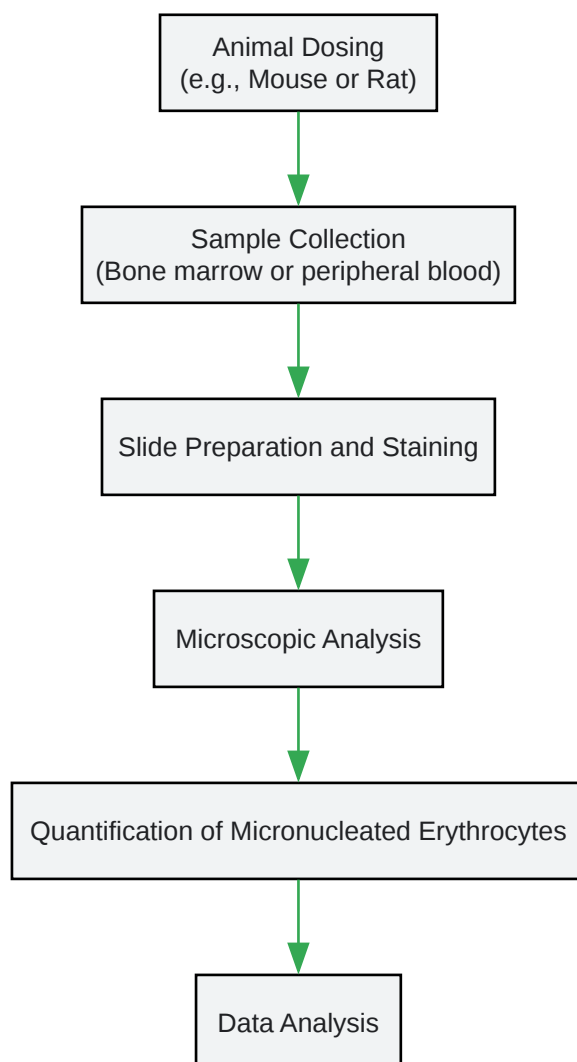 Animal Dosing
(e.g., Mouse or Rat)
Sample Collection
(Bone marrow or peripheral blood)
Slide Preparation and Staining
Microscopic Analysis
Quantification of Micronucleated Erythrocytes
Data Analysis